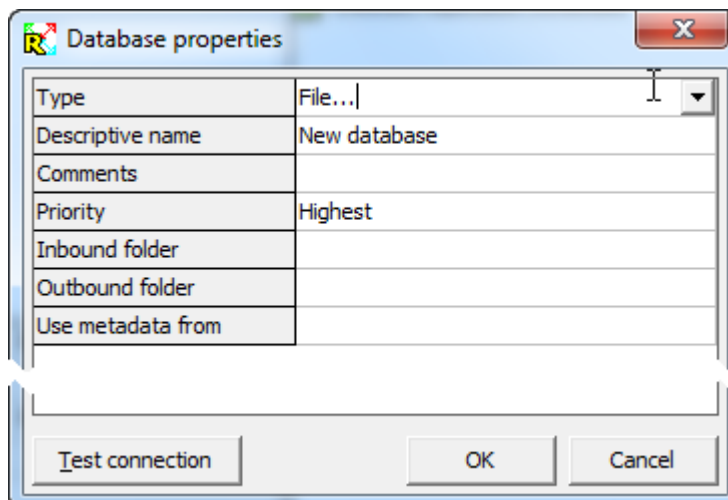 Database properties
Type File...
Descriptive name New database
Comments
Priority Highest
Inbound folder
Outbound folder
Use metadata from
Test connection OK Cancel